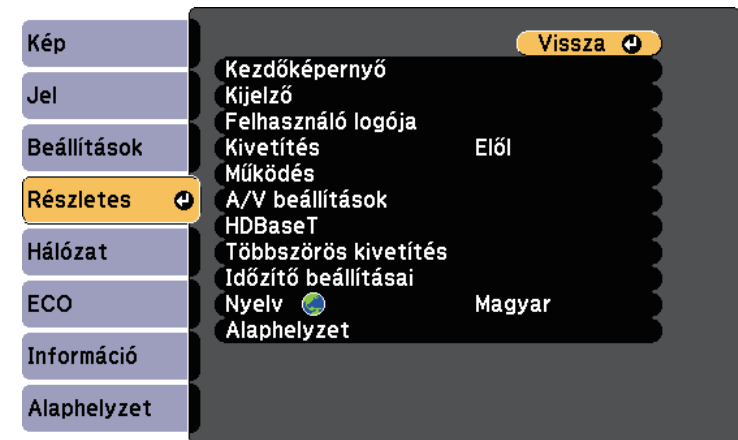 Kép
Jel
Beállítások
Részletes
Hálózat
ECO
Információ
Alaphelyzet
Vissza
Kezdőképernyő
Kijelző
Felhasználó logója
Kivetítés Elől
Működés
A/V beállítások
HDBaseT
Többszörös kivetítés
Időzítő beállításai
Nyelv Magyar
Alaphelyzet